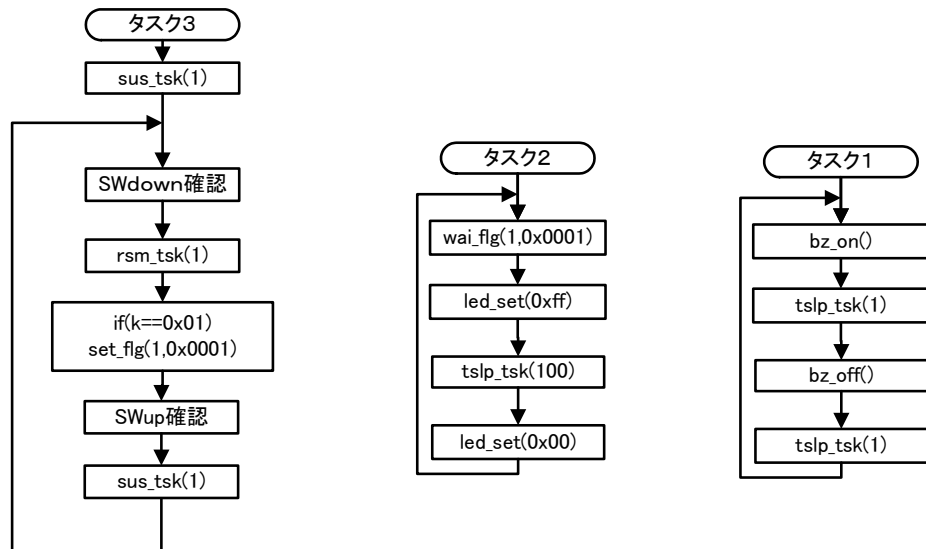 タスク3
sus_tsk(1)
SWdown確認
rsm_tsk(1)
if(k==0x01)
set_flg(1,0x0001)
SWup確認
sus_tsk(1)
タスク2
wai_flg(1,0x0001)
led_set(0xff)
tslp_tsk(100)
led_set(0x00)
タスク1
bz_on()
tslp_tsk(1)
bz_off()
tslp_tsk(1)